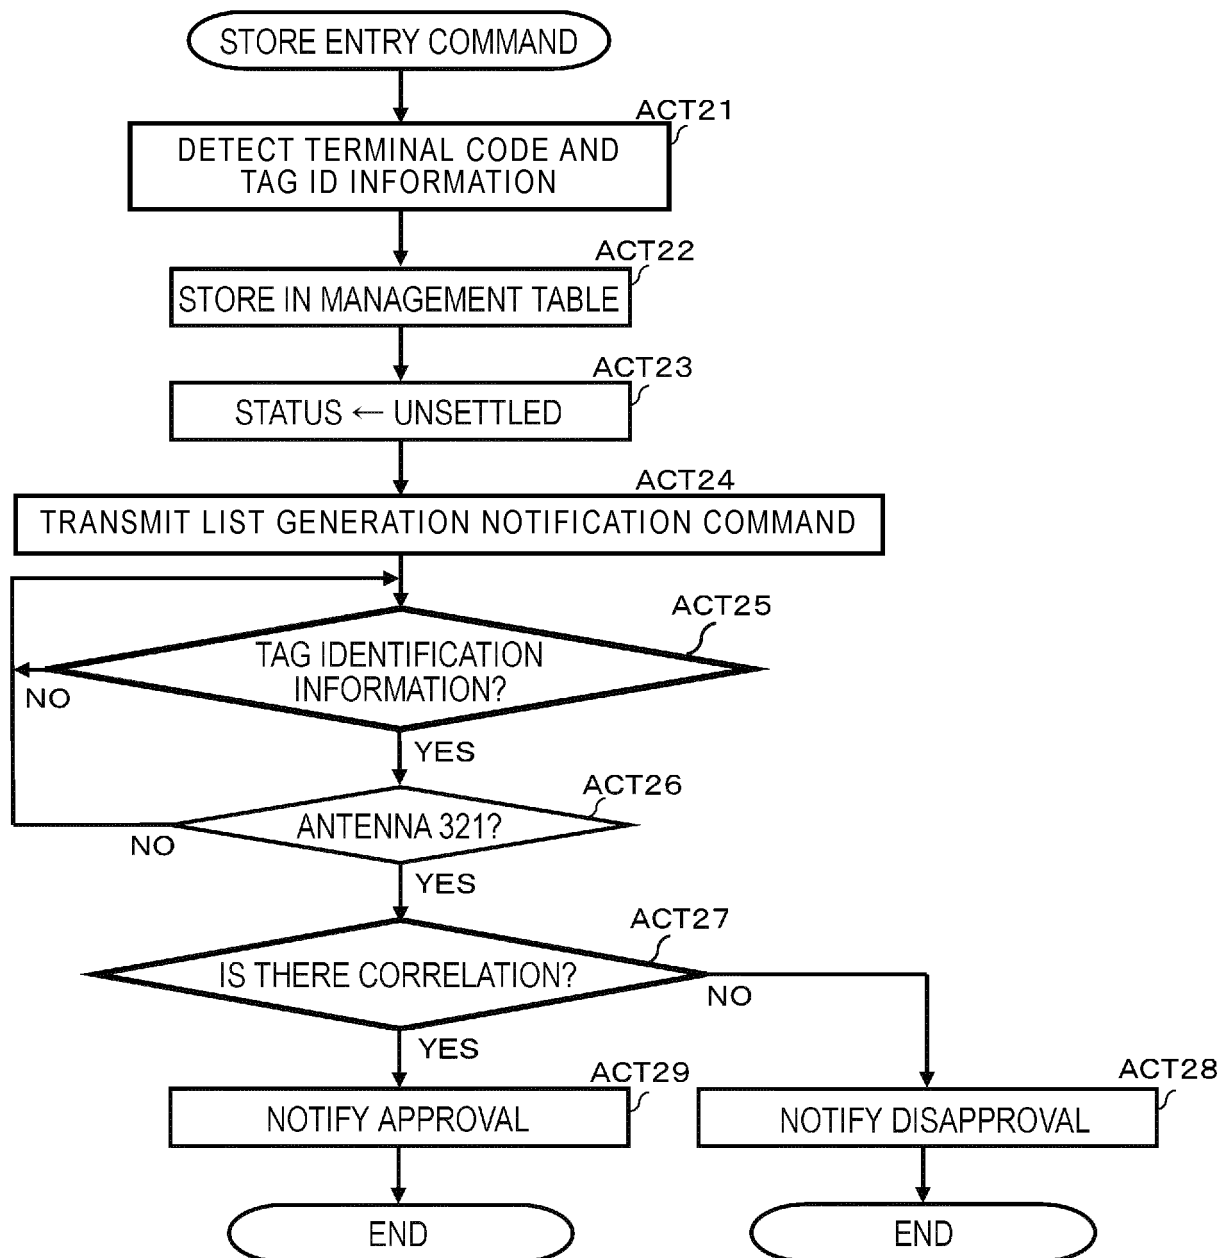 STORE ENTRY COMMAND
ACT21
DETECT TERMINAL CODE AND
TAG ID INFORMATION
ACT22
STORE IN MANAGEMENT TABLE
ACT23
STATUS ← UNSETTLED
ACT24
TRANSMIT LIST GENERATION NOTIFICATION COMMAND
ACT25
TAG IDENTIFICATION
INFORMATION?
NO
YES
ACT26
ANTENNA 321?
NO
YES
ACT27
IS THERE CORRELATION?
NO
YES
ACT29
NOTIFY APPROVAL
ACT28
NOTIFY DISAPPROVAL
END
END